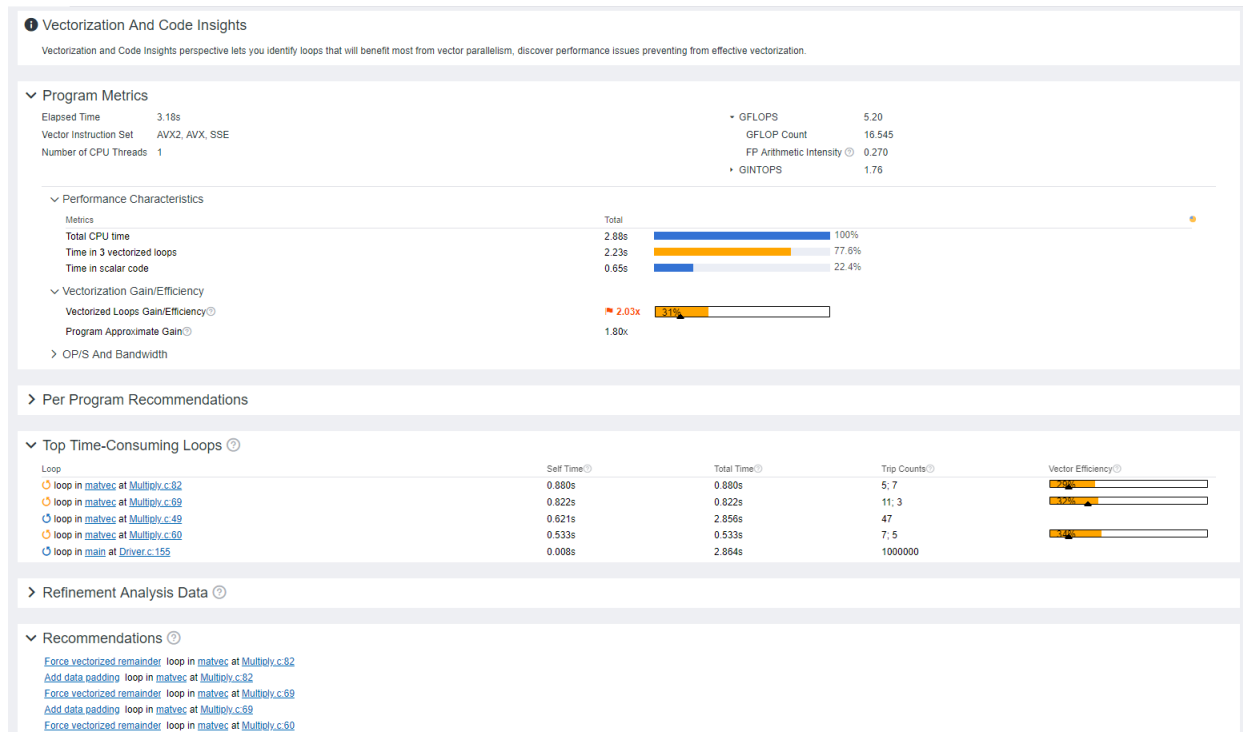 Vectorization And Code Insights
Vectorization and Code Insights perspective lets you identify loops that will benefit most from vector parallelism, discover performance issues preventing from effective vectorization.
Program Metrics
Elapsed Time 3.18s
Vector Instruction Set AVX2, AVX, SSE
Number of CPU Threads 1
GFLOPS 5.20
GFLOP Count 16.545
FP Arithmetic Intensity 0.270
GINTOPS 1.76
Performance Characteristics
Metrics Total
Total CPU time 2.88s 100%
Time in 3 vectorized loops 2.23s 77.6%
Time in scalar code 0.65s 22.4%
Vectorization Gain/Efficiency
Vectorized Loops Gain/Efficiency 2.03x 31%
Program Approximate Gain 1.80x
OP/S And Bandwidth
Per Program Recommendations
Top Time-Consuming Loops
Loop Self Time Total Time Trip Counts Vector Efficiency
loop in matvec at Multiply.c:82 0.880s 0.880s 5; 7 29%
loop in matvec at Multiply.c:69 0.822s 0.822s 11; 3 32%
loop in matvec at Multiply.c:49 0.621s 2.856s 47
loop in matvec at Multiply.c:60 0.533s 0.533s 7; 5 34%
loop in main at Driver.c:155 0.008s 2.864s 1000000
Refinement Analysis Data
Recommendations
Force vectorized remainder loop in matvec at Multiply.c:82
Add data padding loop in matvec at Multiply.c:82
Force vectorized remainder loop in matvec at Multiply.c:69
Add data padding loop in matvec at Multiply.c:69
Force vectorized remainder loop in matvec at Multiply.c:60